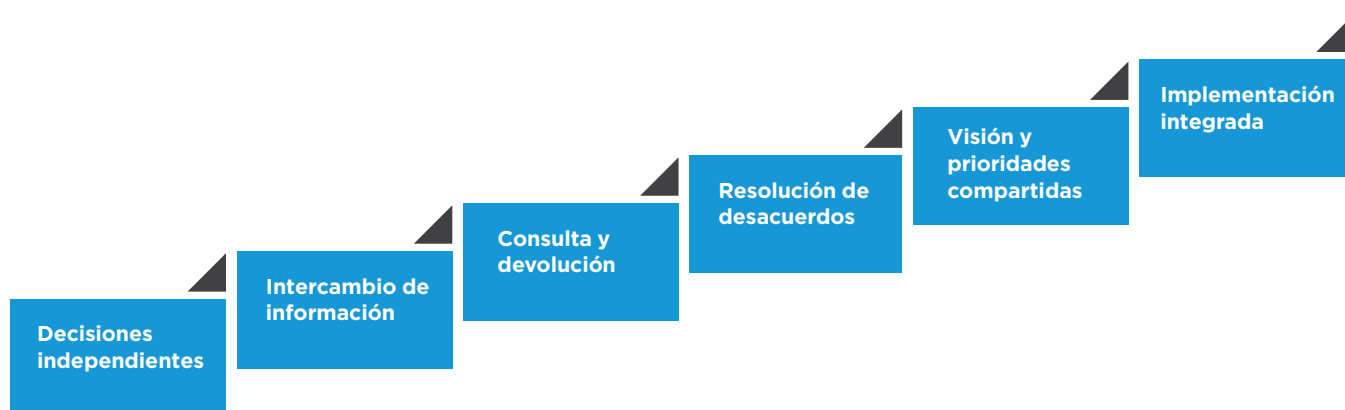 Decisiones
independientes
Intercambio de
información
Consulta y
devolución
Resolución de
desacuerdos
Visión y
prioridades
compartidas
Implementación
integrada